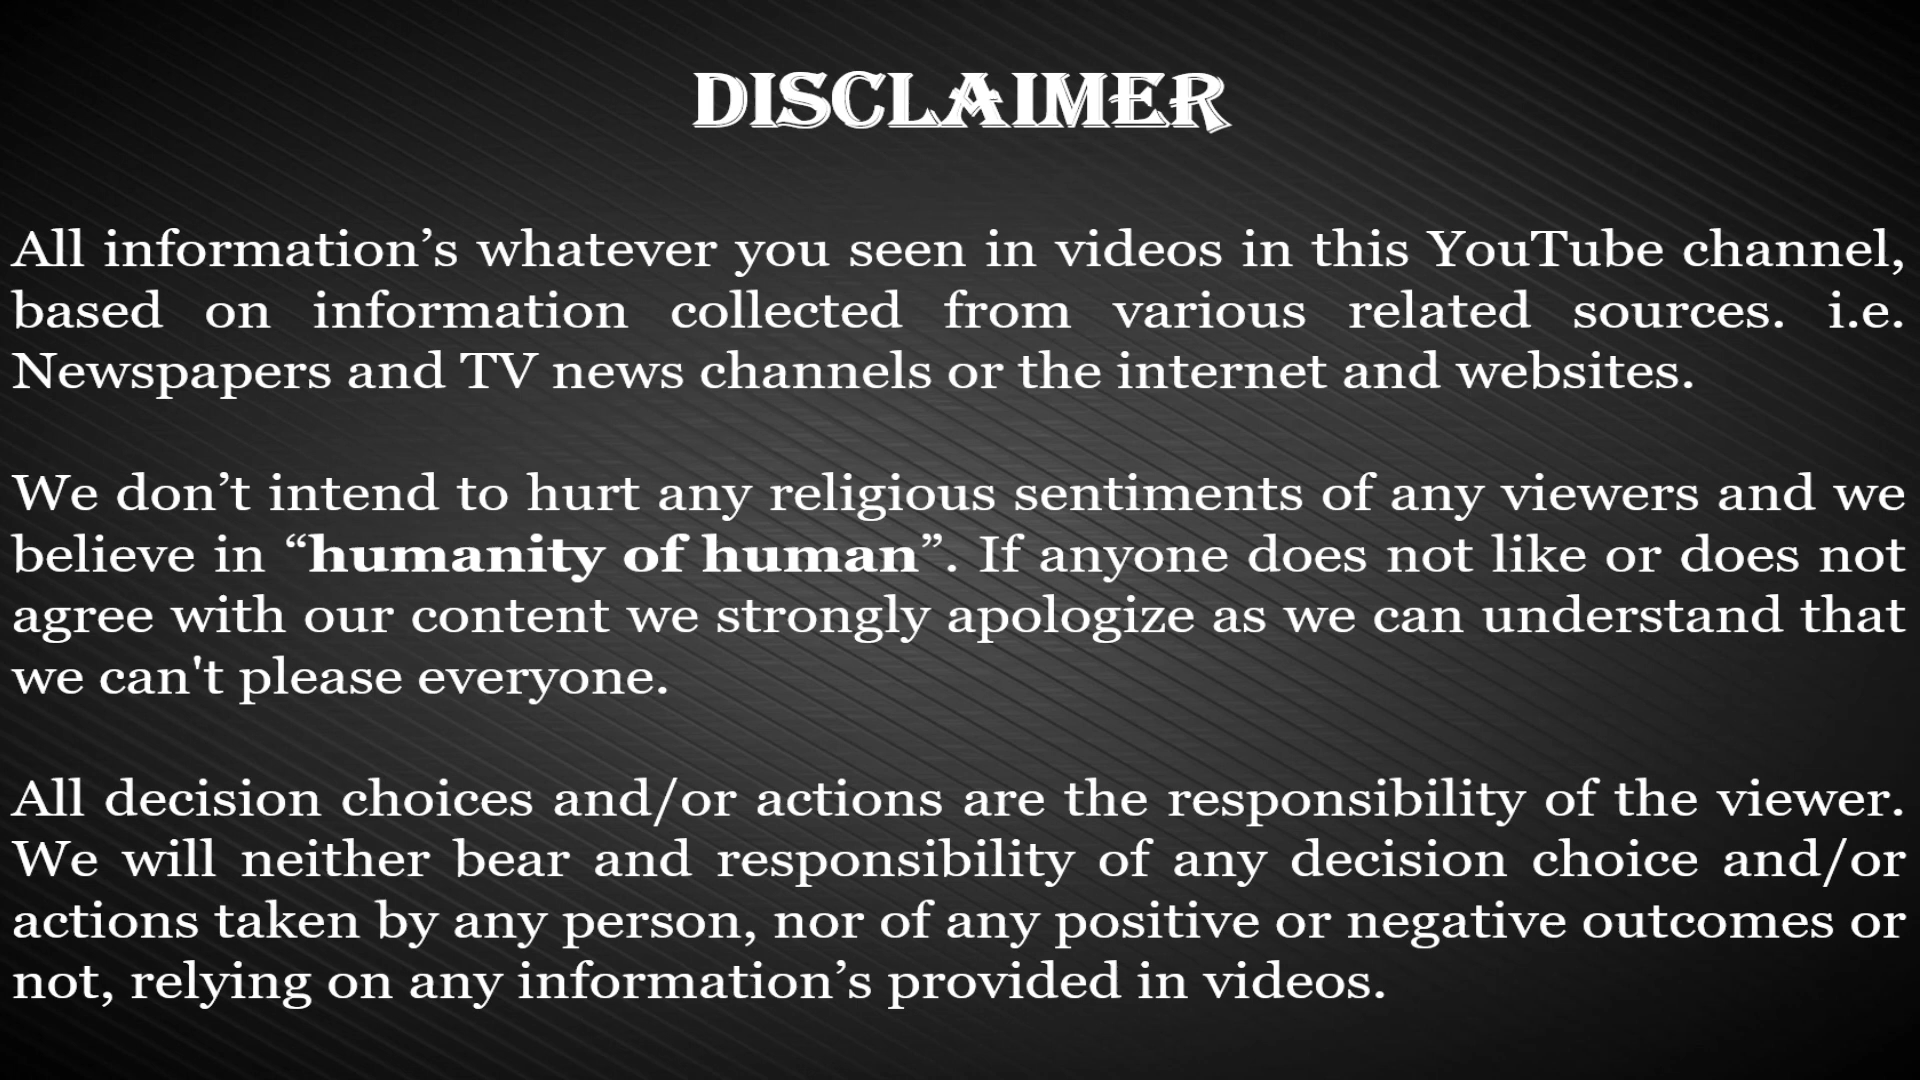 DISCLAIMER
All information’s whatever you seen in videos in this YouTube channel,
based on information collected from various related sources. i.e.
Newspapers and TV news channels or the internet and websites.
We don’t intend to hurt any religious sentiments of any viewers and we
believe in “humanity of human”. If anyone does not like or does not
agree with our content we strongly apologize as we can understand that
we can't please everyone.
All decision choices and/or actions are the responsibility of the viewer.
We will neither bear and responsibility of any decision choice and/or
actions taken by any person, nor of any positive or negative outcomes or
not, relying on any information’s provided in videos.